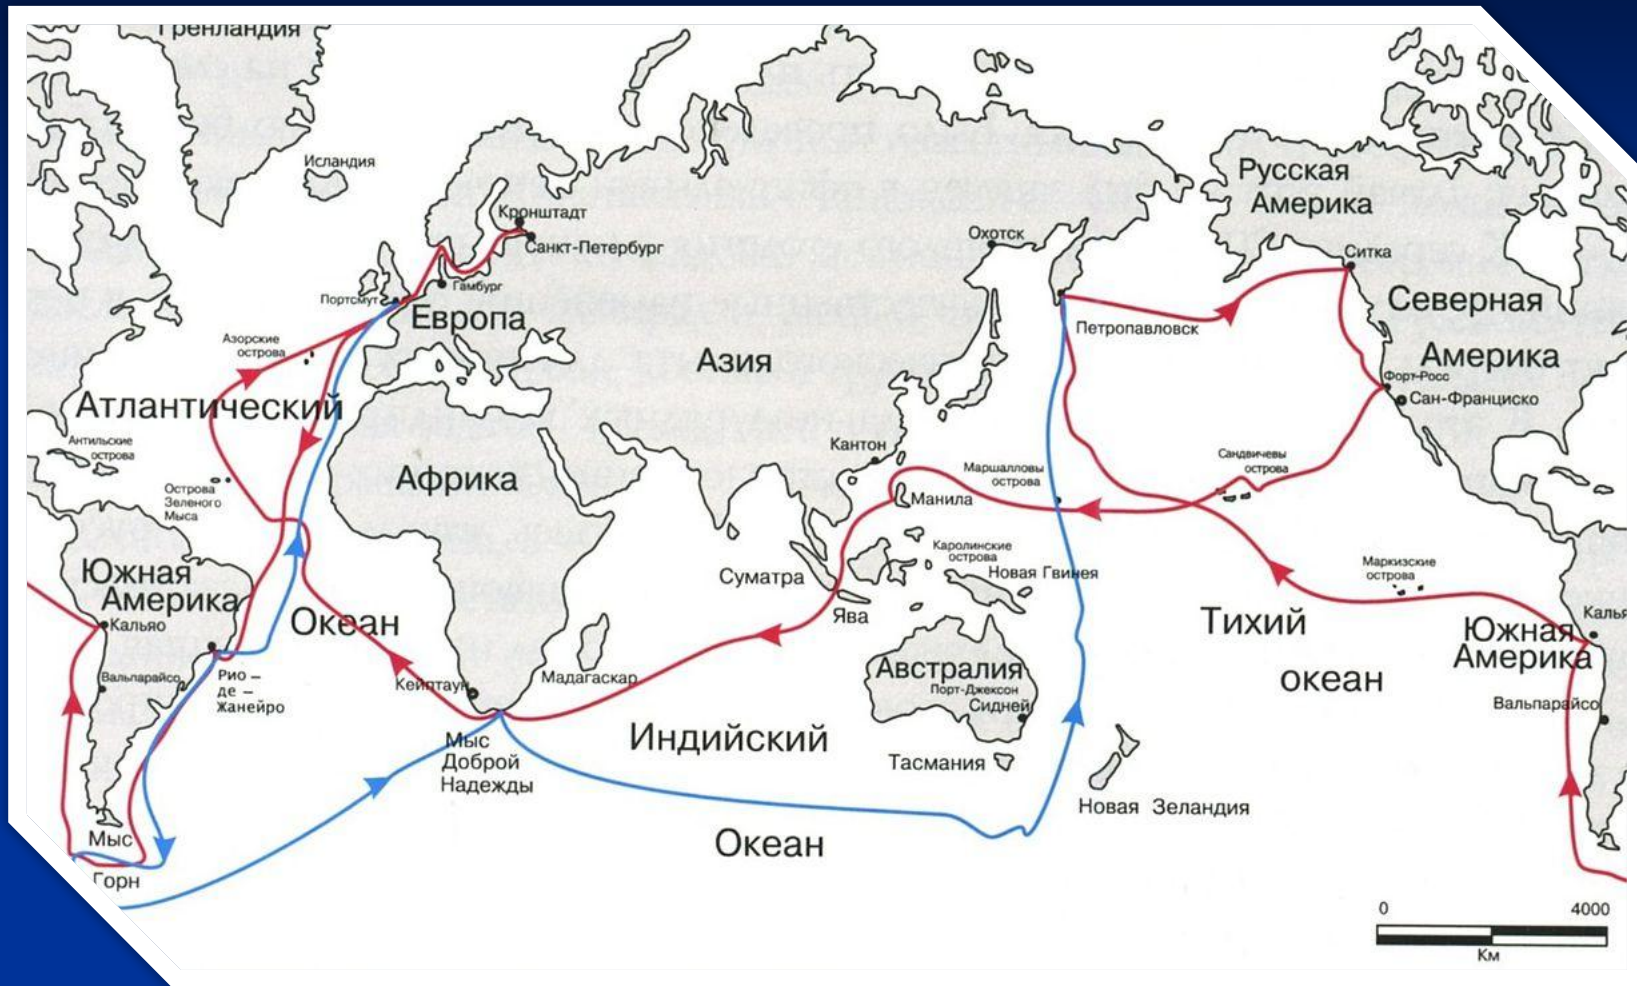 Гренландия
Исландия
Кронштадт
Санкт-Петербург
Гамбург
Портсмут
Европа
Азорские
острова
Атлантический
Антильские
острова
Острова
Зеленого
Мыса
Африка
Азия
Охотск
Петропавловск
Русская
Америка
Ситка
Северная
Америка
Форт-Росс
Сан-Франциско
Кантон
Манила
Маршалловы
острова
Сандвичевы
острова
Каролинские
острова
Новая Гвинея
Маркизские
острова
Суматра
Ява
Южная
Америка
Кальяо
Вальпарайсо
Рио –
де –
Жанейро
Океан
Кейптаун
Мадагаскар
Мыс
Доброй
Надежды
Индийский
Океан
Австралия
Порт-Джексон
Сидней
Тасмания
Новая Зеландия
Тихий
океан
Калья
Южная
Америка
Вальпарайсо
Мыс
Горн
0 4000
Км